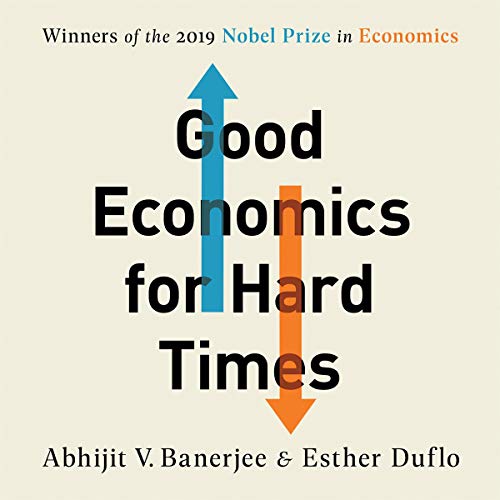 Winners of the 2019 Nobel Prize in Economics
Good
Economics
for Hard
Times
Abhijit V. Banerjee & Esther Duflo